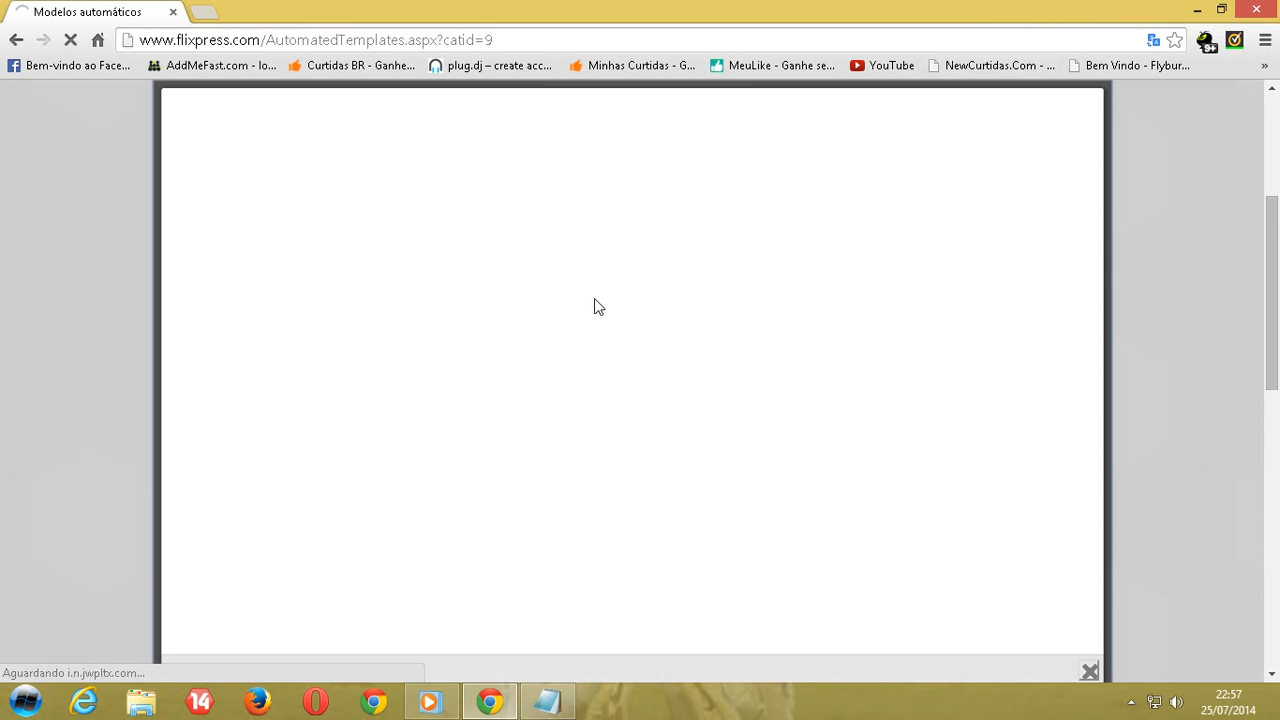 Modelos automáticos
www.flixpress.com/AutomatedTemplates.aspx?catid=9
9+
Bem-vindo ao Face... AddMeFast.com - lo... Curtidas BR - Ganhe... plug.dj – create acc... Minhas Curtidas - G... MeuLike - Ganhe se... YouTube NewCurtidas.Com - ... Bem Vindo - Flybur... »
Aguardando i.n.jwpltx.com...
14
22:57
25/07/2014